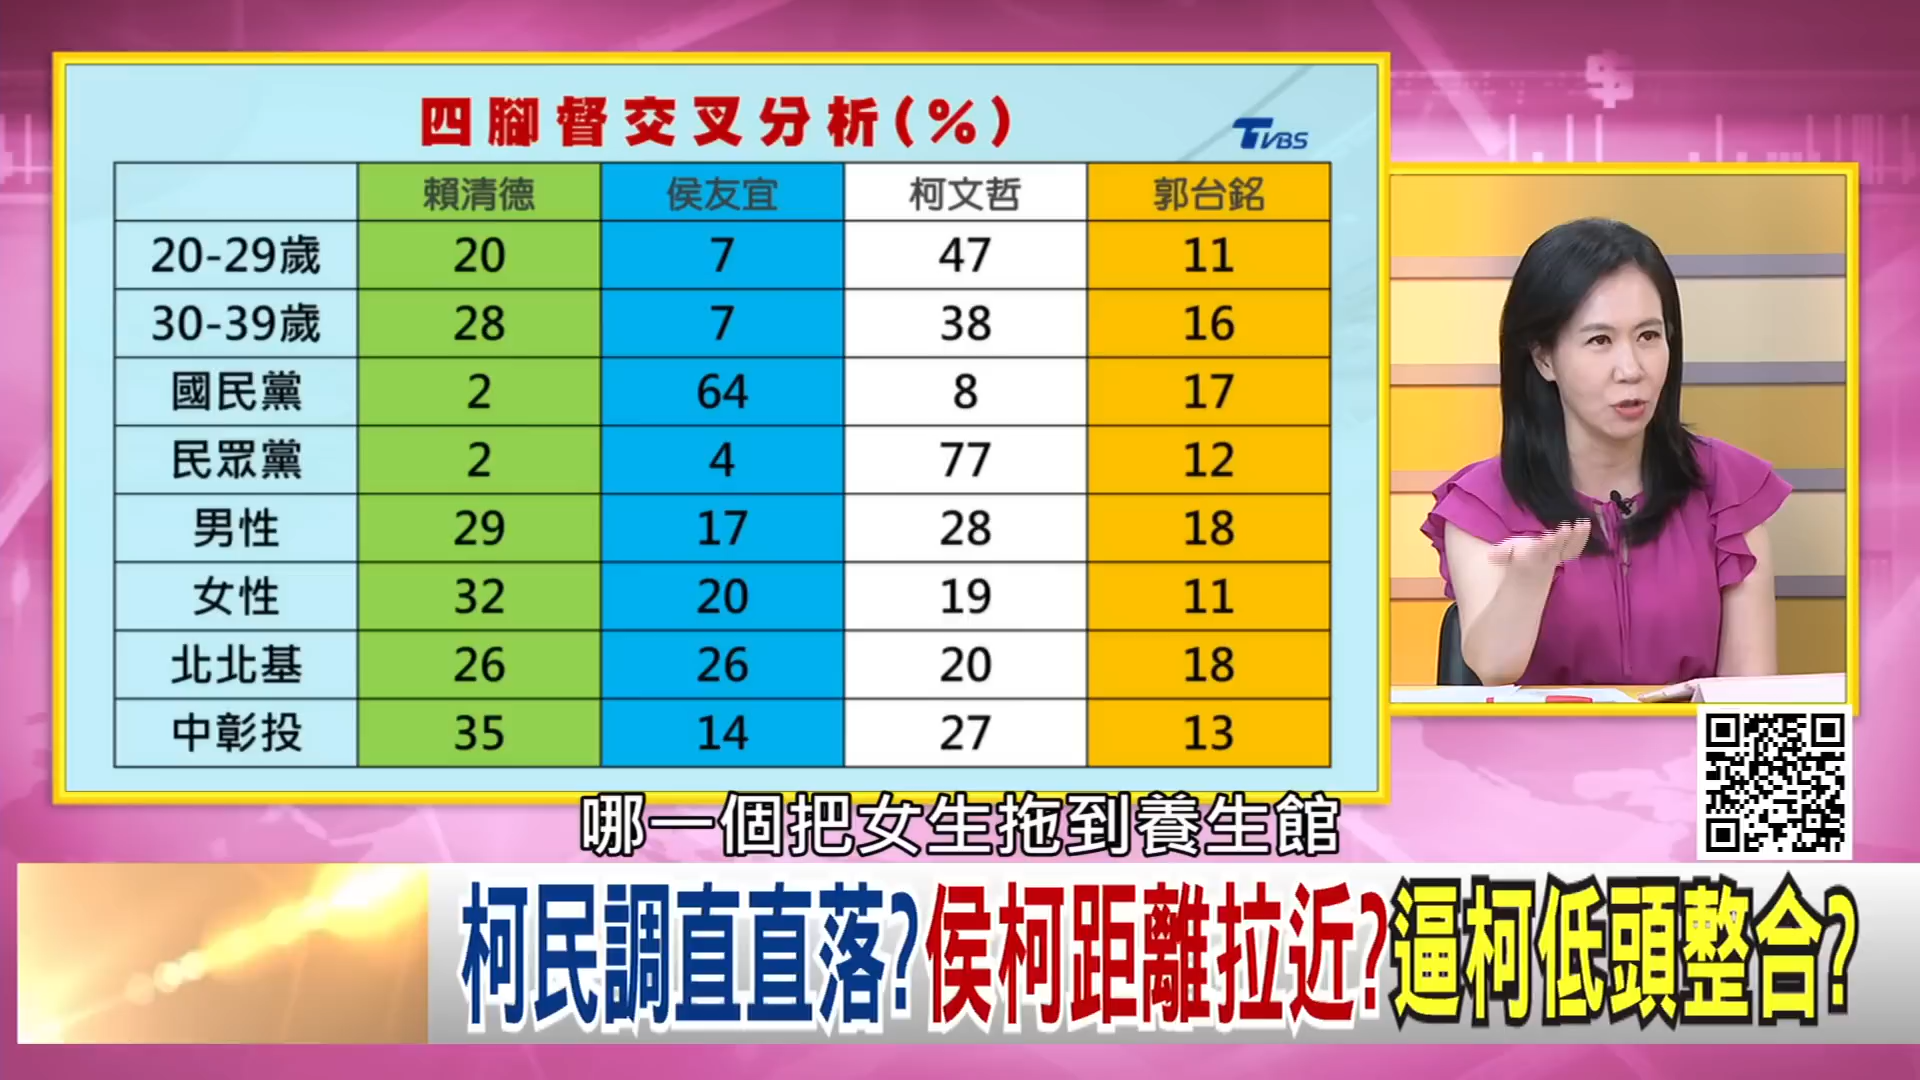 四腳督交叉分析(%)
TVBS
賴清德 侯友宜 柯文哲 郭台銘
20-29歲 20 7 47 11
30-39歲 28 7 38 16
國民黨 2 64 8 17
民眾黨 2 4 77 12
男性 29 17 28 18
女性 32 20 19 11
北北基 26 26 20 18
中彰投 35 14 27 13
哪一個把女生拖到養生館
柯民調直直落?侯柯距離拉近?逼柯低頭整合?